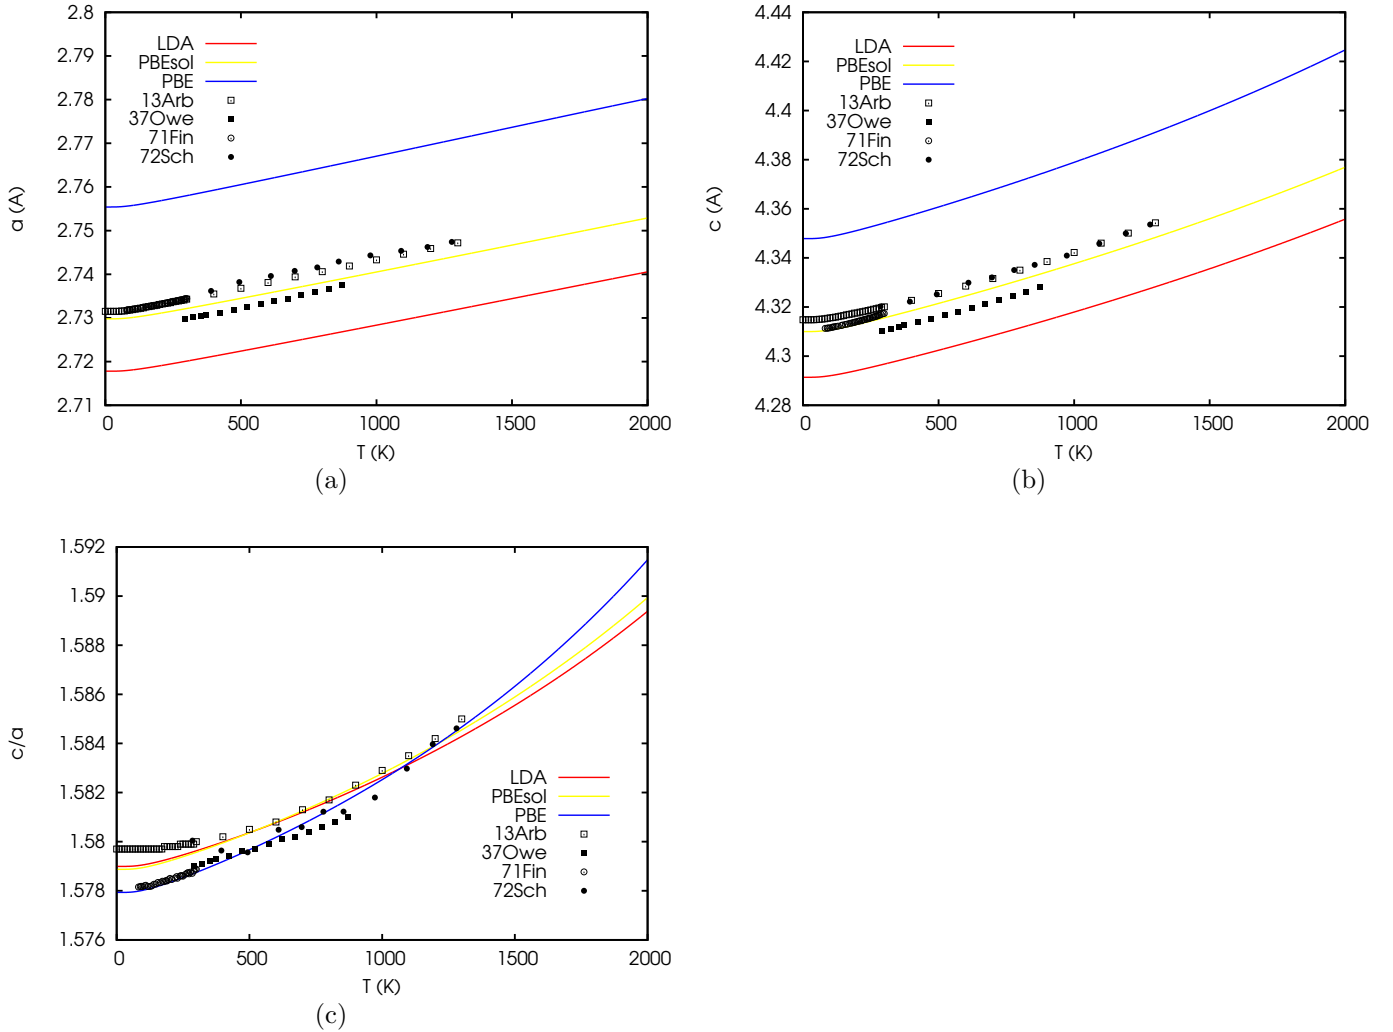 2.8
2.79
2.78
2.77
2.76
2.75
2.74
2.73
2.72
2.71
a (A)
LDA
PBEsol
PBE
13Arb
37Owe
71Fin
72Sch
0 500 1000 1500 2000
T (K)
(a)
4.44
4.42
4.4
4.38
4.36
4.34
4.32
4.3
4.28
c (A)
LDA
PBEsol
PBE
13Arb
37Owe
71Fin
72Sch
0 500 1000 1500 2000
T (K)
(b)
1.592
1.59
1.588
1.586
1.584
1.582
1.58
1.578
1.576
c/a
LDA
PBEsol
PBE
13Arb
37Owe
71Fin
72Sch
0 500 1000 1500 2000
T (K)
(c)